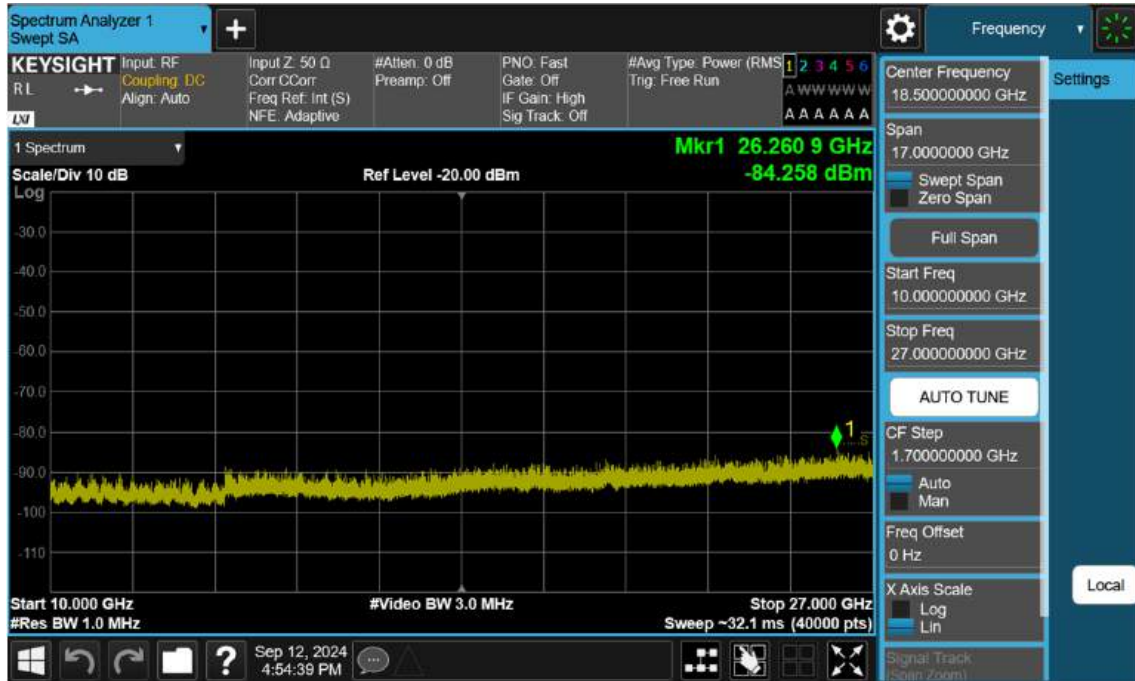 Spectrum Analyzer 1
Swept SA
Frequency
KEYSIGHT
R L
LXI
Input: RF
Coupling: DC
Align: Auto
Input Z: 50 Ω
Corr CCorr
Freq Ref: Int (S)
NFE: Adaptive
#Atten: 0 dB
Preamp: Off
PNO: Fast
Gate: Off
IF Gain: High
Sig Track: Off
#Avg Type: Power (RMS
Trig: Free Run
1 2 3 4 5 6
A W W W W W
A A A A A A
1 Spectrum
Scale/Div 10 dB
Ref Level -20.00 dBm
Mkr1 26.260 9 GHz
-84.258 dBm
Log
-30.0
-40.0
-50.0
-60.0
-70.0
-80.0
-90.0
-100
-110
1
S
Start 10.000 GHz
#Res BW 1.0 MHz
#Video BW 3.0 MHz
Stop 27.000 GHz
Sweep ~32.1 ms (40000 pts)
Sep 12, 2024
4:54:39 PM
?
Center Frequency
18.500000000 GHz
Span
17.0000000 GHz
Swept Span
Zero Span
Full Span
Start Freq
10.000000000 GHz
Stop Freq
27.000000000 GHz
AUTO TUNE
CF Step
1.700000000 GHz
Auto
Man
Freq Offset
0 Hz
X Axis Scale
Log
Lin
Signal Track
(Span Zoom)
Settings
Local